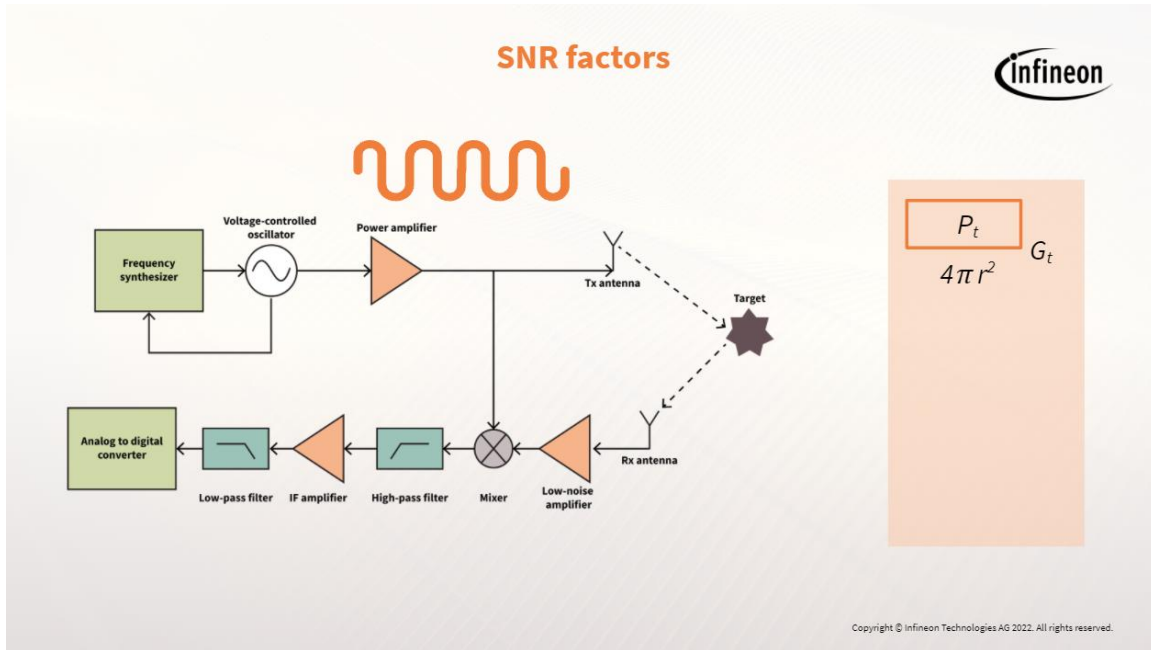 SNR factors
infineon
Voltage-controlled
oscillator
Power amplifier
Frequency
synthesizer
Tx antenna
Target
P_t
G_t
4π r²
Analog to digital
converter
Rx antenna
Low-pass filter
IF amplifier
High-pass filter
Mixer
Low-noise
amplifier
Copyright © Infineon Technologies AG 2022. All rights reserved.